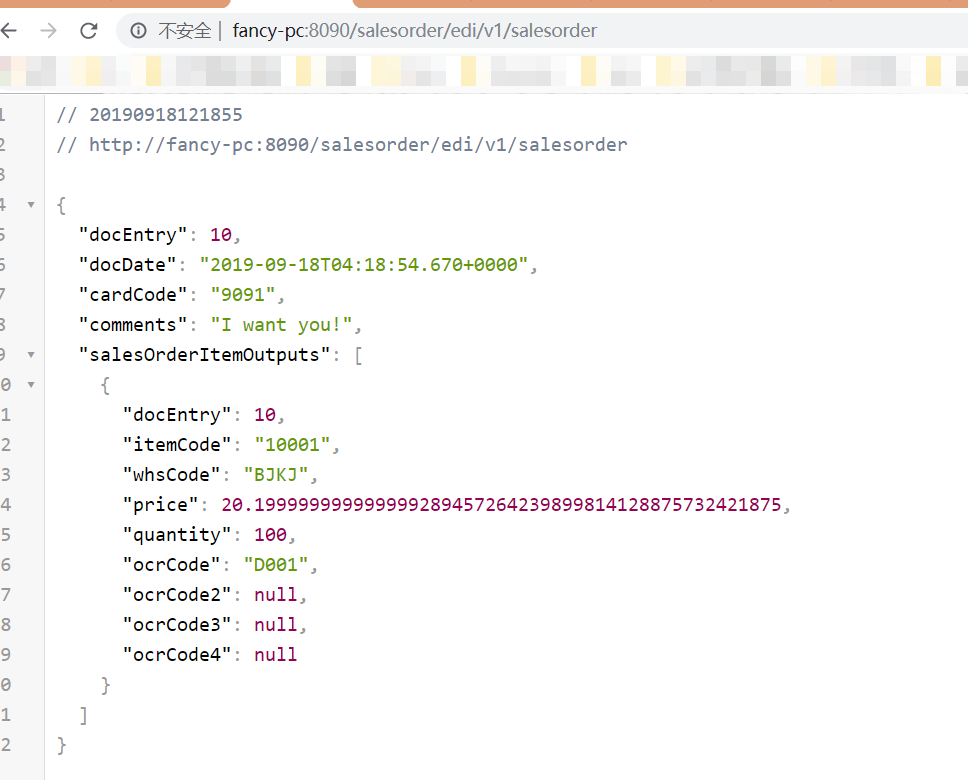 不安全 | fancy-pc:8090/salesorder/edi/v1/salesorder
1 // 20190918121855
2 // http://fancy-pc:8090/salesorder/edi/v1/salesorder
3
4 {
5 "docEntry": 10,
6 "docDate": "2019-09-18T04:18:54.670+0000",
7 "cardCode": "9091",
8 "comments": "I want you!",
9 "salesOrderItemOutputs": [
0 {
1 "docEntry": 10,
2 "itemCode": "10001",
3 "whsCode": "BJKJ",
4 "price": 20.199999999999999289457264239899814128875732421875,
5 "quantity": 100,
6 "ocrCode": "D001",
7 "ocrCode2": null,
8 "ocrCode3": null,
9 "ocrCode4": null
0 }
1 ]
2 }